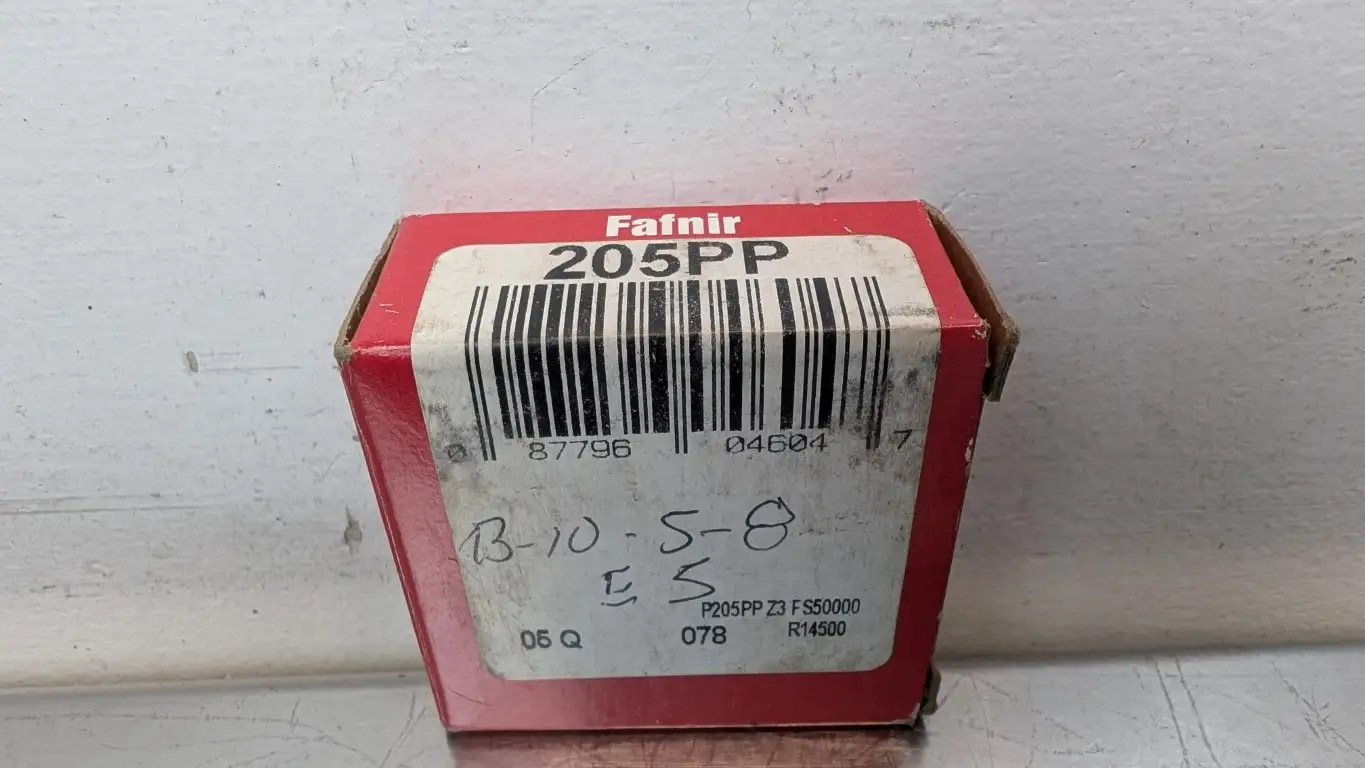 Fafnir
205PP
0 87796 04604 7
B-10-5-8
E 5
P205PP Z3 FS50000
05 Q 078 R14500